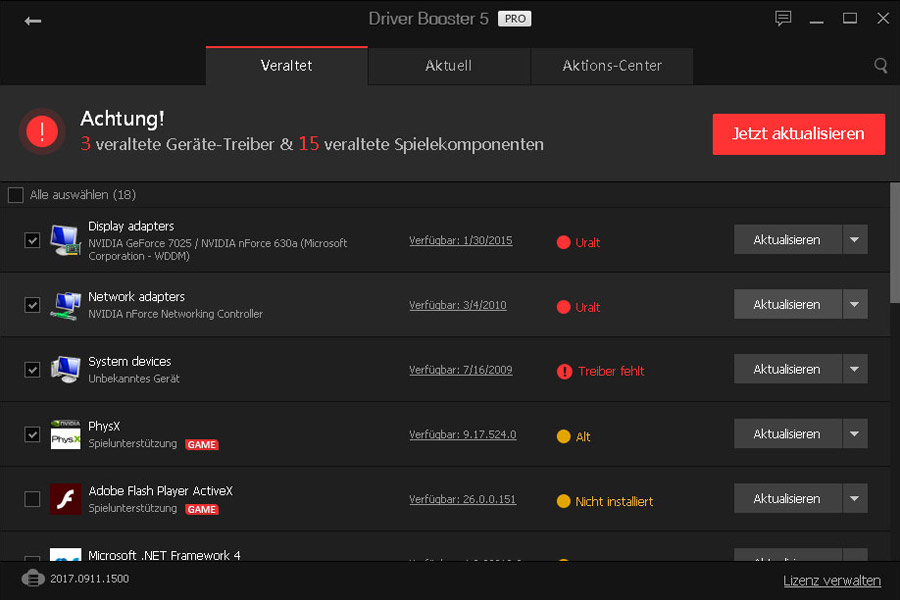 Driver Booster 5 PRO
Veraltet
Aktuell
Aktions-Center
Achtung!
3 veraltete Geräte-Treiber & 15 veraltete Spielekomponenten
Jetzt aktualisieren
Alle auswählen (18)
Display adapters
NVIDIA GeForce 7025 / NVIDIA nForce 630a (Microsoft
Corporation - WDDM)
Verfügbar: 1/30/2015
Uralt
Aktualisieren
Network adapters
NVIDIA nForce Networking Controller
Verfügbar: 3/4/2010
Uralt
Aktualisieren
System devices
Unbekanntes Gerät
Verfügbar: 7/16/2009
Treiber fehlt
Aktualisieren
NVIDIA
PhysX
PhysX
Spielunterstützung GAME
Verfügbar: 9.17.524.0
Alt
Aktualisieren
Adobe Flash Player ActiveX
Spielunterstützung GAME
Verfügbar: 26.0.0.151
Nicht installiert
Aktualisieren
Microsoft .NET Framework 4
2017.0911.1500
Lizenz verwalten